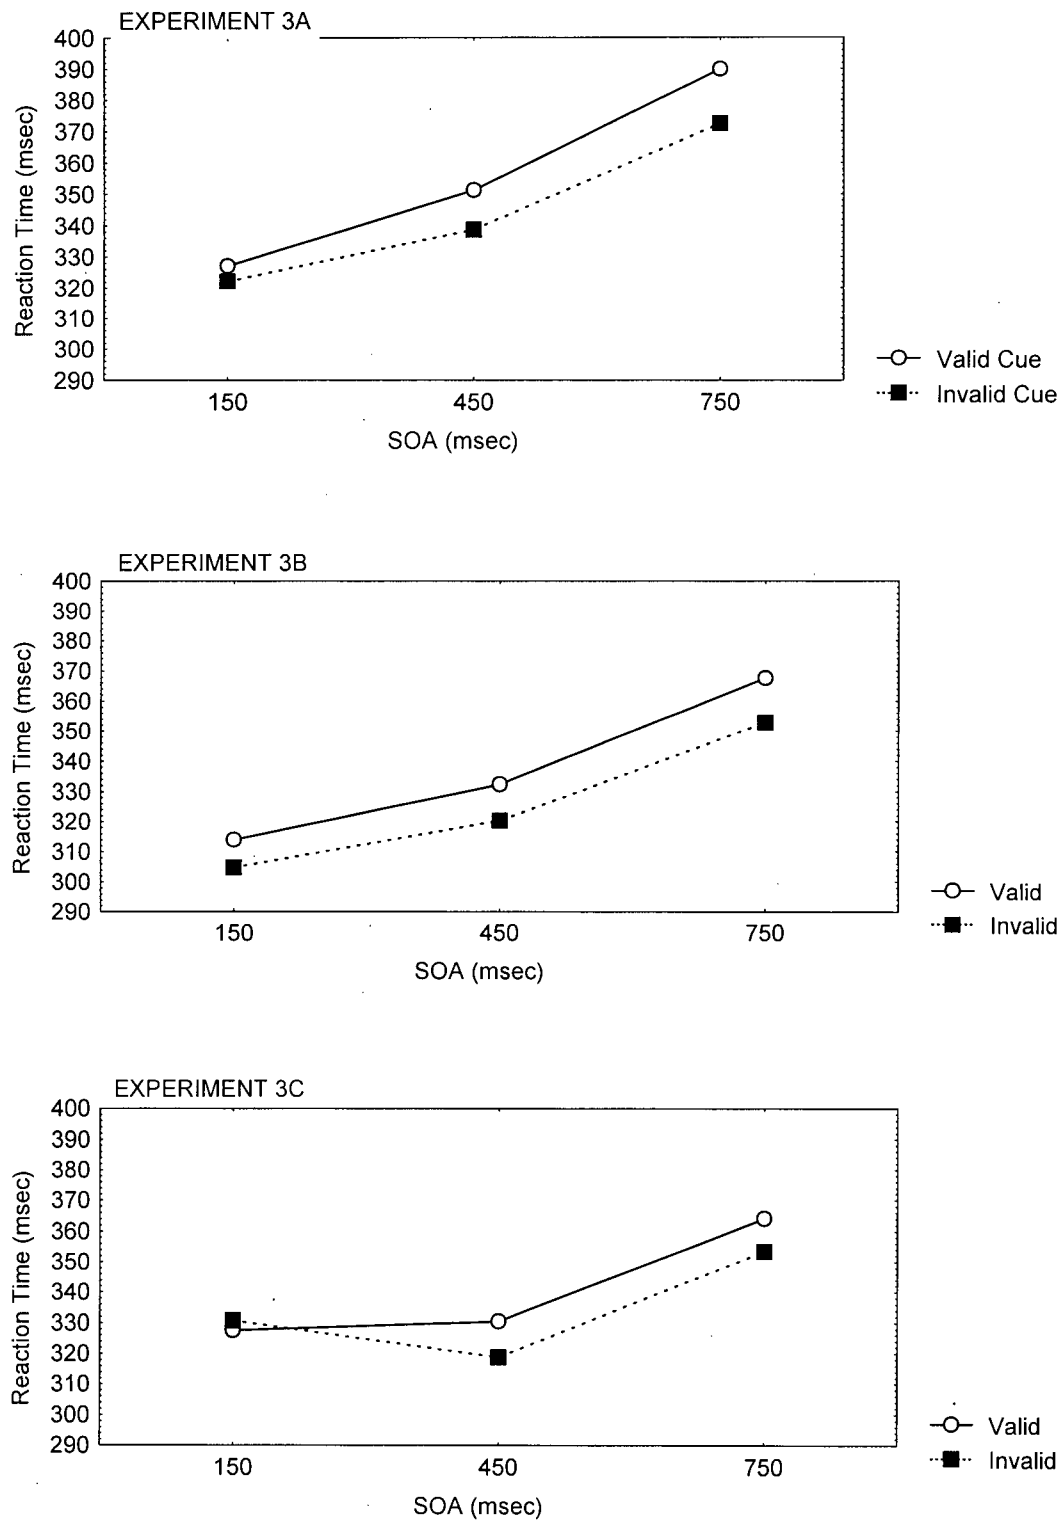 EXPERIMENT 3A
400
390
380
370
360
350
340
330
320
310
300
290
Reaction Time (msec)
150 450 750
SOA (msec)
Valid Cue
Invalid Cue
EXPERIMENT 3B
400
390
380
370
360
350
340
330
320
310
300
290
Reaction Time (msec)
150 450 750
SOA (msec)
Valid
Invalid
EXPERIMENT 3C
400
390
380
370
360
350
340
330
320
310
300
290
Reaction Time (msec)
150 450 750
SOA (msec)
Valid
Invalid